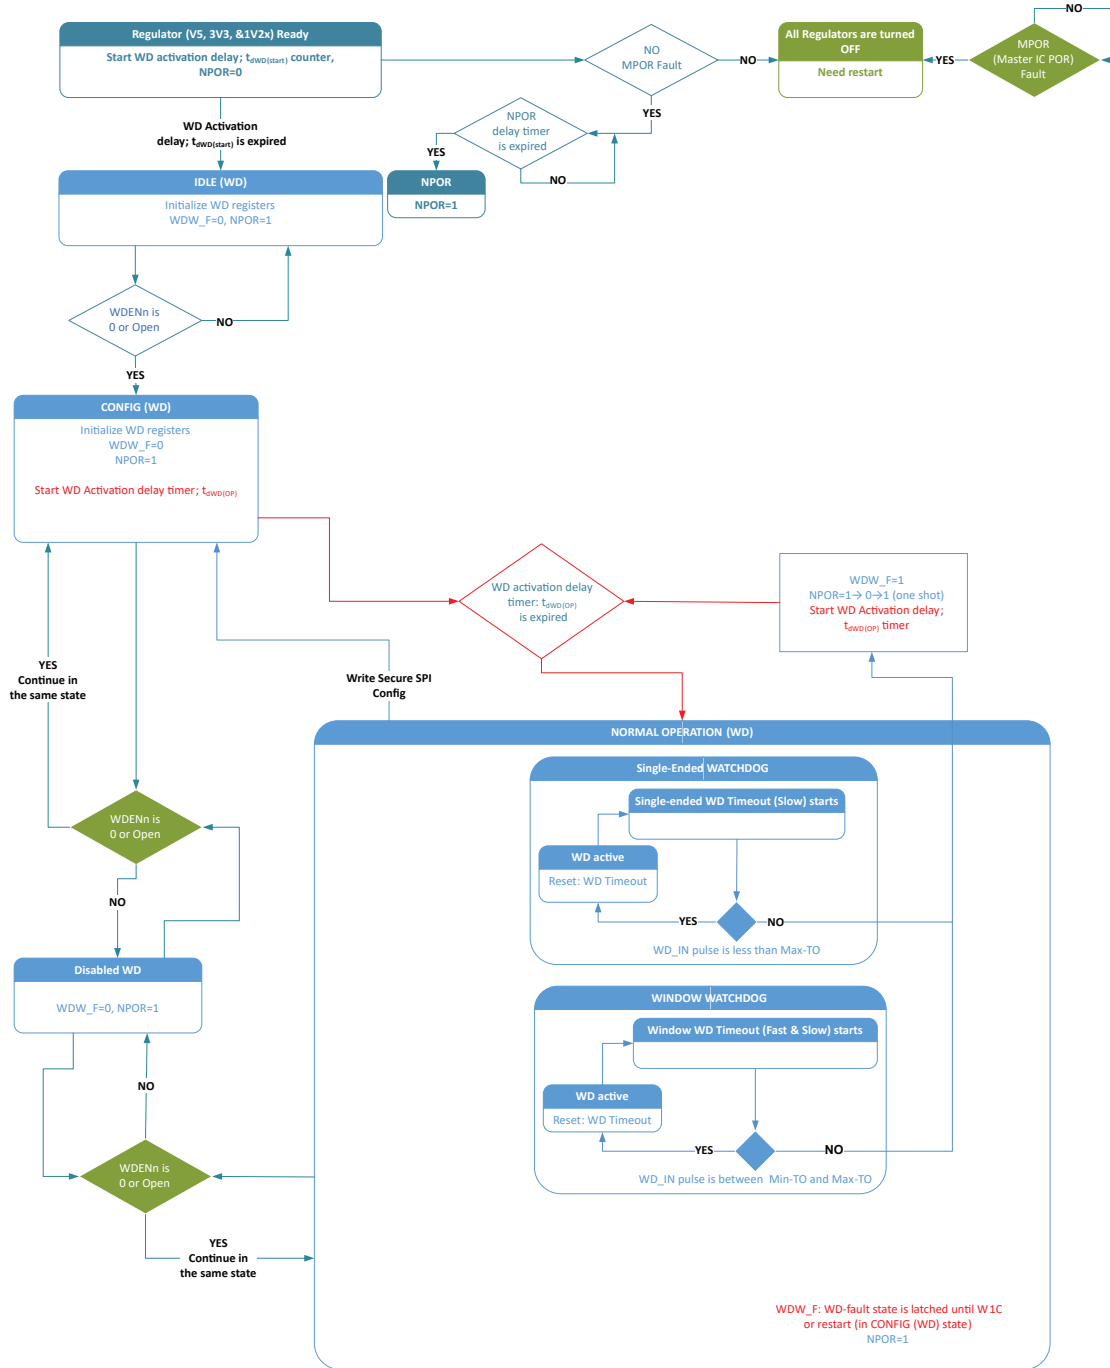 Regulator (V5, 3V3, &1V2x) Ready
Start WD activation delay; tdWD(start) counter,
NPOR=0
NO
MPOR Fault
NO
All Regulators are turned
OFF
Need restart
YES
MPOR
(Master IC POR)
Fault
NO
YES
NPOR
delay timer
is expired
YES
NO
NPOR
NPOR=1
WD Activation
delay; tdWD(start) is expired
IDLE (WD)
Initialize WD registers
WDW_F=0, NPOR=1
WDENn is
0 or Open
NO
YES
CONFIG (WD)
Initialize WD registers
WDW_F=0
NPOR=1
Start WD Activation delay timer; tdWD(OP)
WD activation delay
timer: tdWD(OP)
is expired
WDW_F=1
NPOR=1→ 0→1 (one shot)
Start WD Activation delay;
tdWD(OP) timer
YES
Continue in
the same state
Write Secure SPI
Config
NORMAL OPERATION (WD)
Single-Ended WATCHDOG
Single-ended WD Timeout (Slow) starts
WD active
Reset: WD Timeout
YES
NO
WD_IN pulse is less than Max-TO
WDENn is
0 or Open
NO
Disabled WD
WDW_F=0, NPOR=1
NO
WINDOW WATCHDOG
Window WD Timeout (Fast & Slow) starts
WD active
Reset: WD Timeout
YES
NO
WD_IN pulse is between Min-TO and Max-TO
WDENn is
0 or Open
YES
Continue in
the same state
WDW_F: WD-fault state is latched until W1C
or restart (in CONFIG (WD) state)
NPOR=1